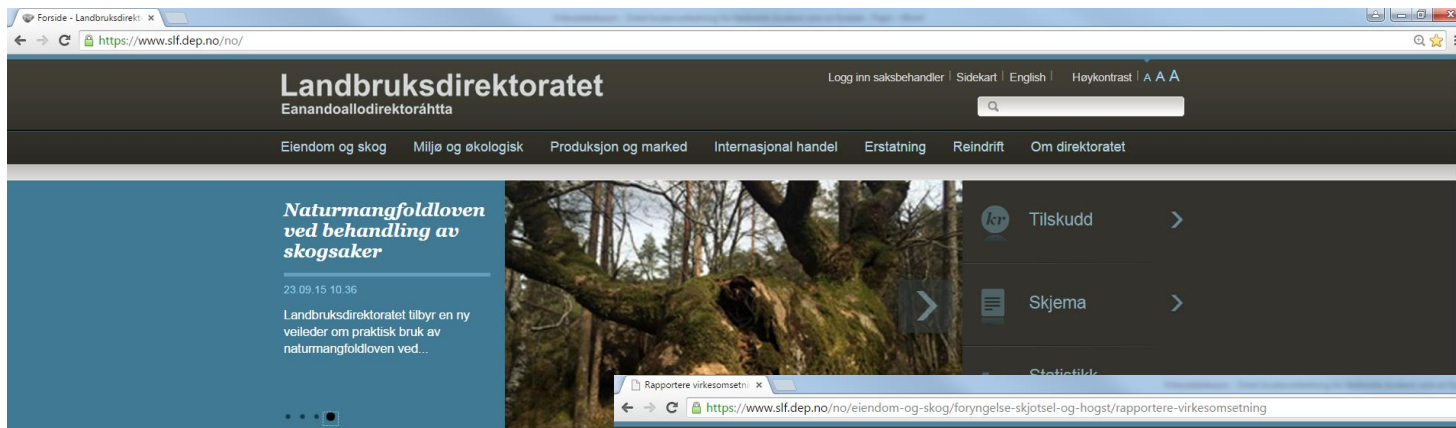 Forside - Landbruksdirekt
https://www.slf.dep.no/no/
Landbruksdirektoratet
Eanandoallodirektoráhtta
Logg inn saksbehandler | Sidekart | English | Høykontrast | A A A
Eiendom og skog Miljø og økologisk Produksjon og marked Internasjonal handel Erstatning Reindrift Om direktoratet
Naturmangfoldloven
ved behandling av
skogsaker
23.09.15 10.36
Landbruksdirektoratet tilbyr en ny
veileder om praktisk bruk av
naturmangfoldloven ved...
kr Tilskudd
Skjema
Statistikk
Rapportere virkesomsetni
https://www.slf.dep.no/no/eiendom-og-skog/foryngelse-skjotsel-og-hogst/rapportere-virkesomsetning